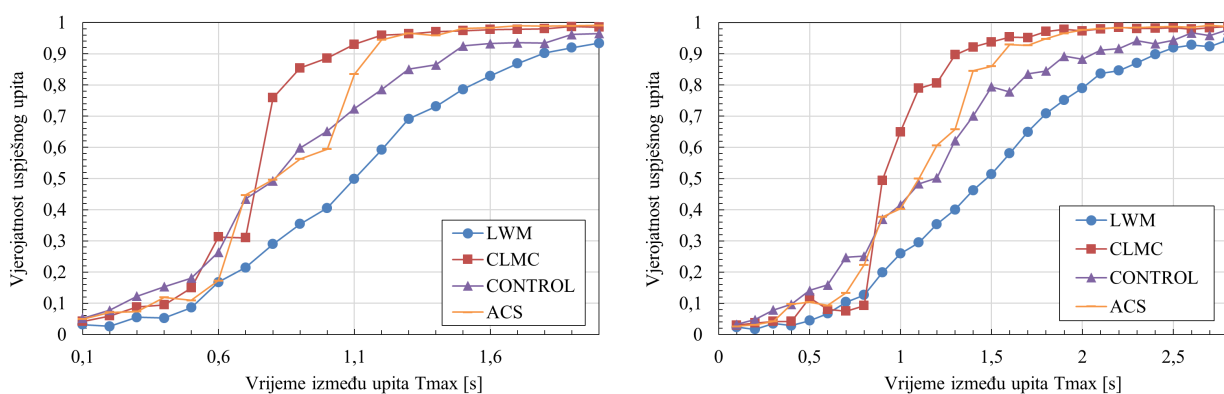 Vjerojatnost uspješnog upita
1
0,9
0,8
0,7
0,6
0,5
0,4
0,3
0,2
0,1
0
0,1 0,6 1,1 1,6
Vrijeme između upita Tmax [s]
LWM
CLMC
CONTROL
ACS
Vjerojatnost uspješnog upita
1
0,9
0,8
0,7
0,6
0,5
0,4
0,3
0,2
0,1
0
0 0,5 1 1,5 2 2,5
Vrijeme između upita Tmax [s]
LWM
CLMC
CONTROL
ACS